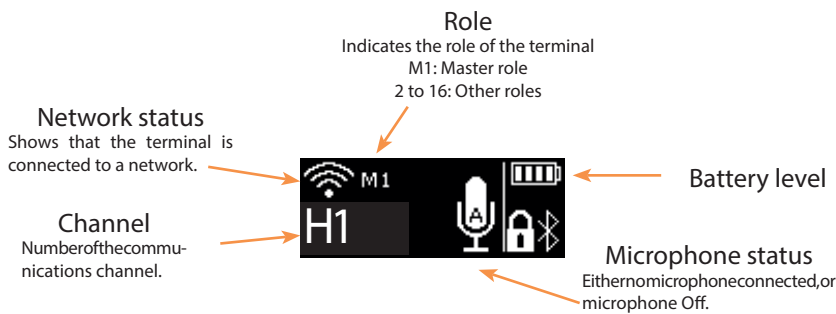 Role
Indicates the role of the terminal
M1: Master role
2 to 16: Other roles
Network status
Shows that the terminal is
connected to a network.
Channel
Numberofthecommu-
nications channel.
M1
H1
A
Battery level
Microphone status
Eithernomicrophoneconnected,or
microphone Off.